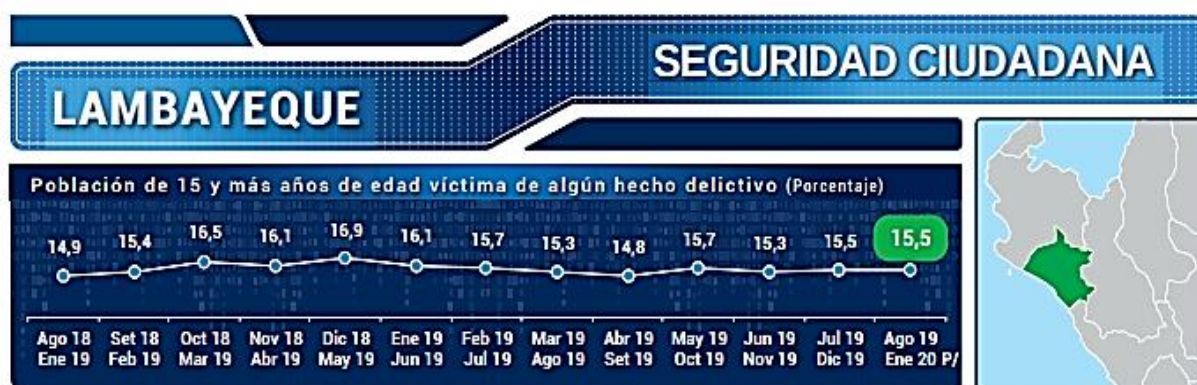 SEGURIDAD CIUDADANA
LAMBAYEQUE
Población de 15 y más años de edad víctima de algún hecho delictivo (Porcentaje)
14,9 15,4 16,5 16,1 16,9 16,1 15,7 15,3 14,8 15,7 15,3 15,5 15,5
Ago 18 Set 18 Oct 18 Nov 18 Dic 18 Ene 19 Feb 19 Mar 19 Abr 19 May 19 Jun 19 Jul 19 Ago 19
Ene 19 Feb 19 Mar 19 Abr 19 May 19 Jun 19 Jul 19 Ago 19 Set 19 Oct 19 Nov 19 Dic 19 Ene 20 P/